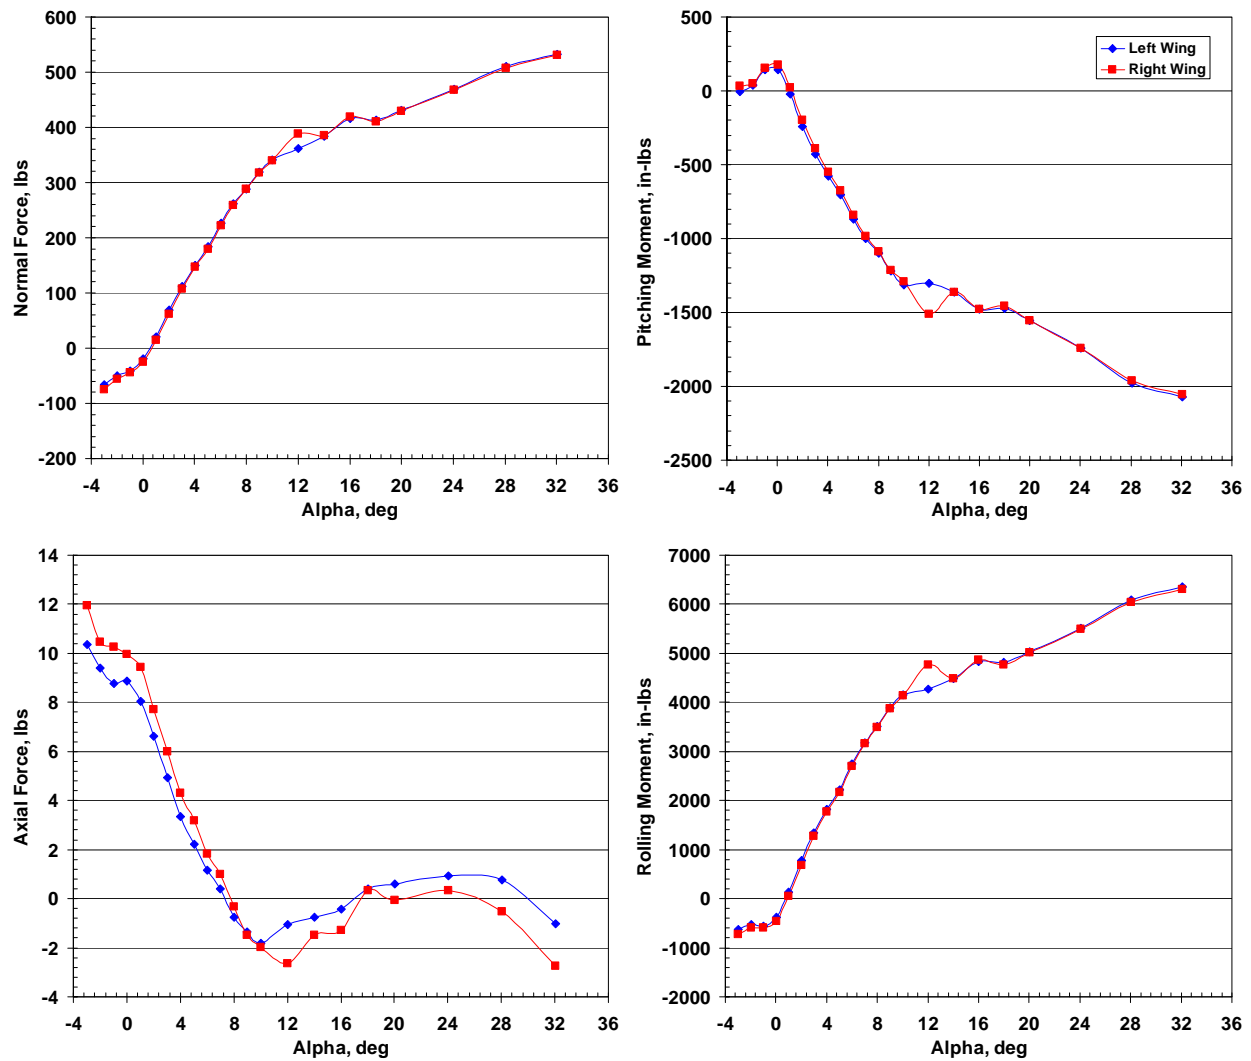 600
500
400
300
200
100
0
-100
-200
-4 0 4 8 12 16 20 24 28 32 36
Normal Force, lbs
Alpha, deg
500
0
-500
-1000
-1500
-2000
-2500
-4 0 4 8 12 16 20 24 28 32 36
Pitching Moment, in-lbs
Alpha, deg
Left Wing
Right Wing
14
12
10
8
6
4
2
0
-2
-4
-4 0 4 8 12 16 20 24 28 32 36
Axial Force, lbs
Alpha, deg
7000
6000
5000
4000
3000
2000
1000
0
-1000
-2000
-4 0 4 8 12 16 20 24 28 32 36
Rolling Moment, in-lbs
Alpha, deg